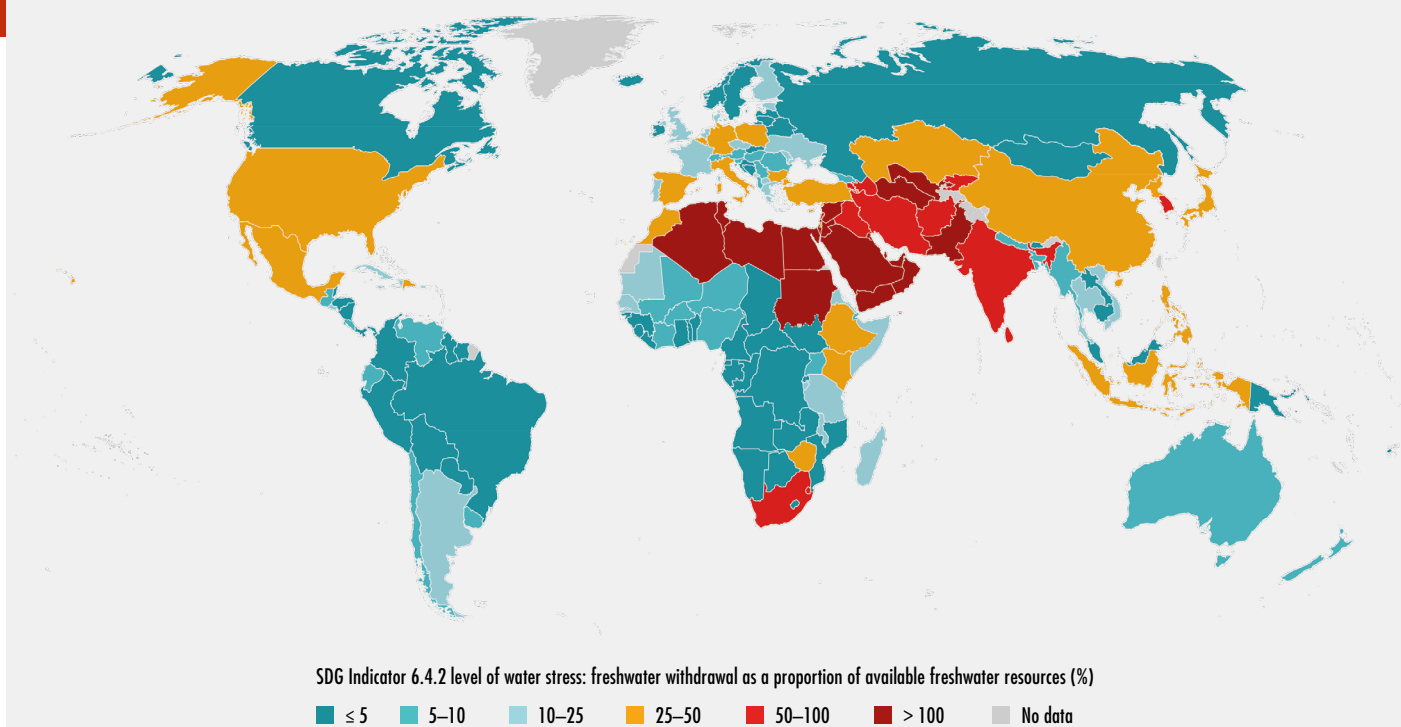 SDG Indicator 6.4.2 level of water stress: freshwater withdrawal as a proportion of available freshwater resources (%)
≤ 5 5–10 10–25 25–50 50–100 > 100 No data